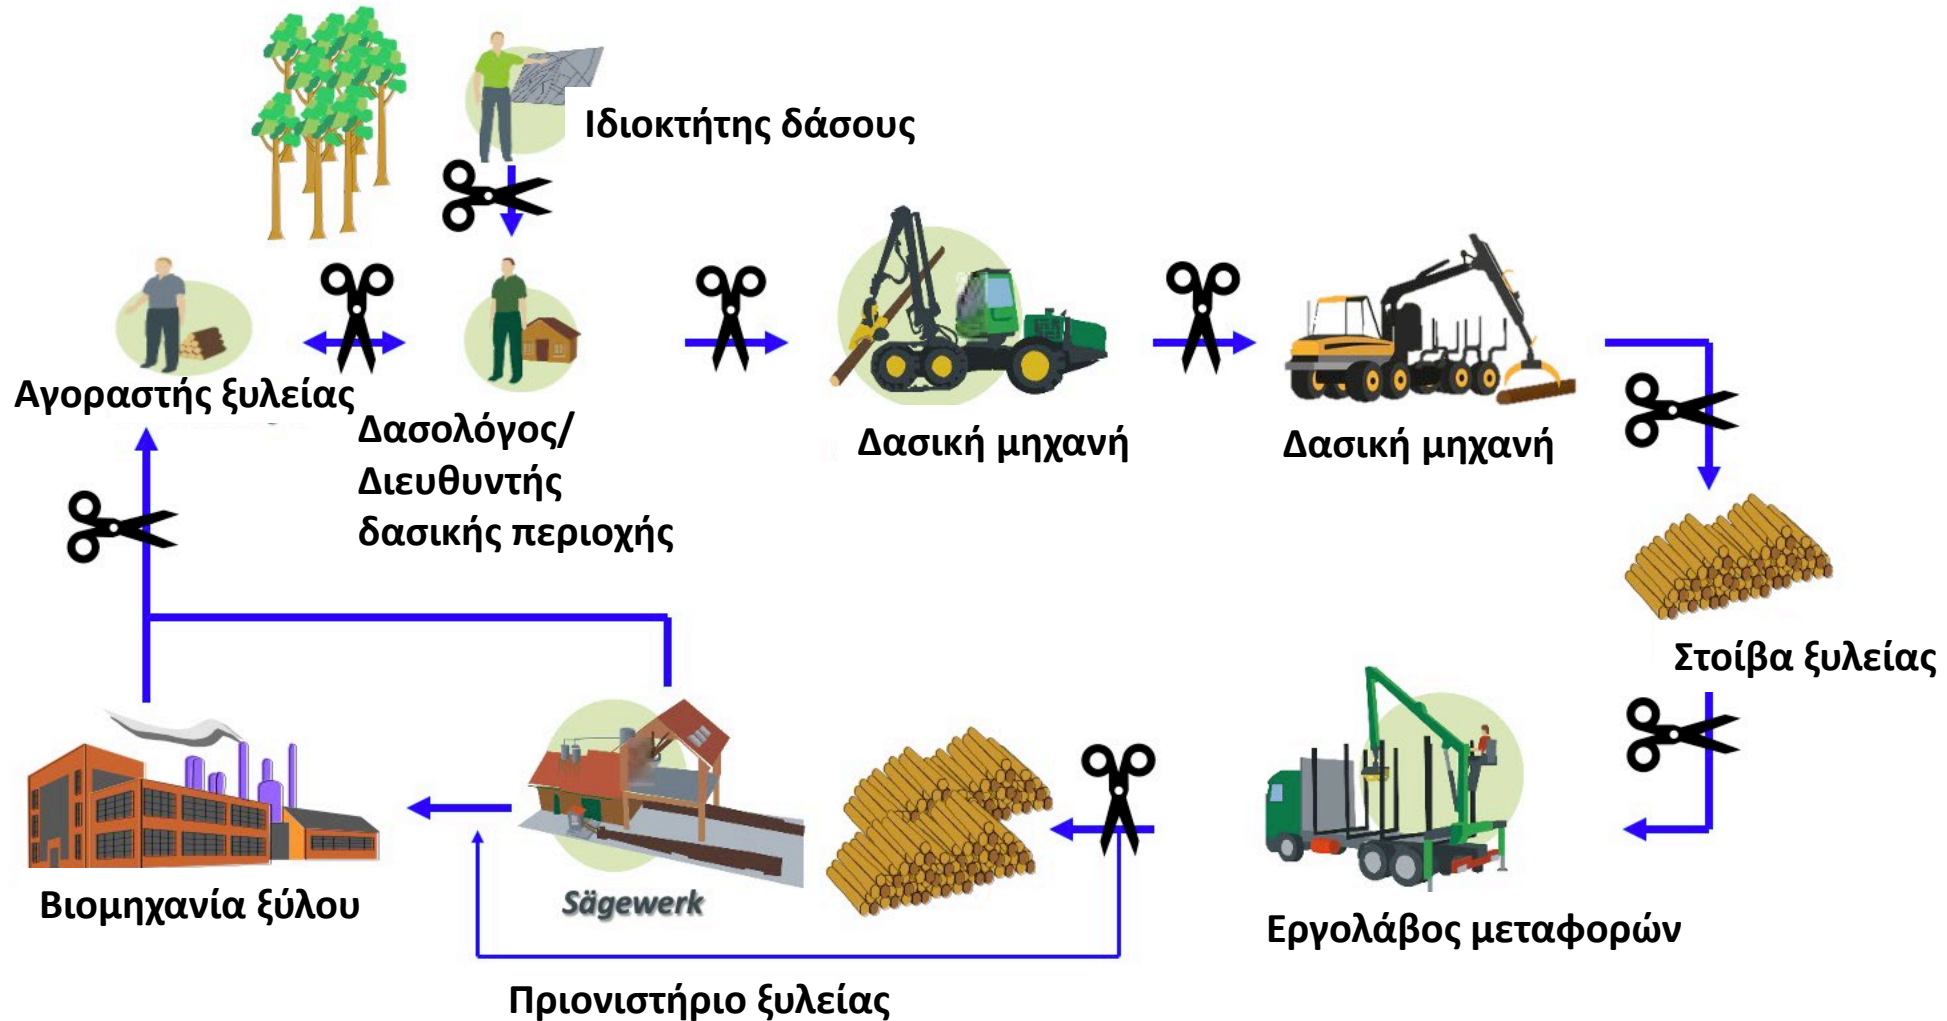 Ιδιοκτήτης δάσους
Αγοραστής ξυλείας
Δασολόγος/
Διευθυντής
δασικής περιοχής
Δασική μηχανή
Δασική μηχανή
Στοίβα ξυλείας
Βιομηχανία ξύλου
Sägewerk
Εργολάβος μεταφορών
Πριονιστήριο ξυλείας